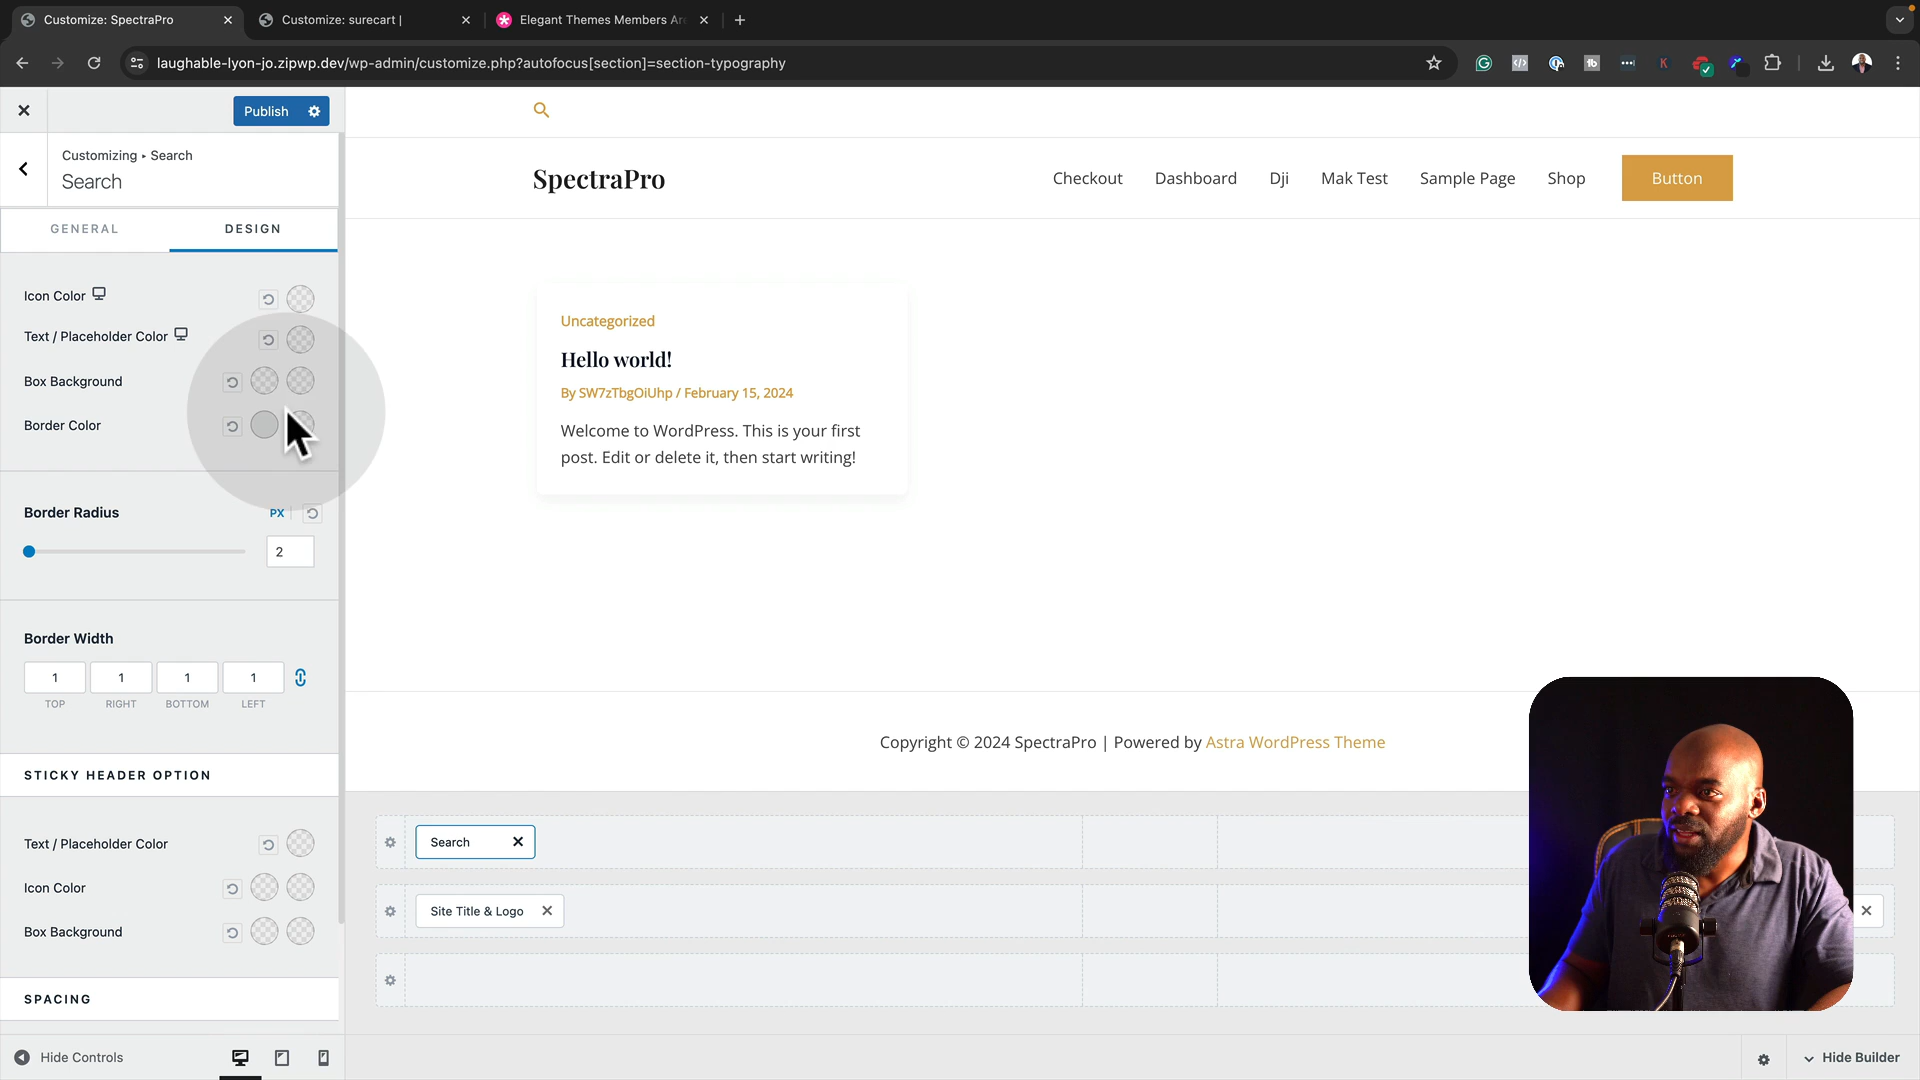 Customize: SpectraPro
Customize: surecart |
Elegant Themes Members Ar
laughable-lyon-jo.zipwp.dev/wp-admin/customize.php?autofocus[section]=section-typography
Publish
Customizing ▸ Search
Search
GENERAL
DESIGN
Icon Color
Text / Placeholder Color
Box Background
Border Color
Border Radius
PX
2
Border Width
1 1 1 1
TOP RIGHT BOTTOM LEFT
STICKY HEADER OPTION
Text / Placeholder Color
Icon Color
Box Background
SPACING
Hide Controls
SpectraPro
Checkout
Dashboard
Dji
Mak Test
Sample Page
Shop
Button
Uncategorized
Hello world!
By SW7zTbgOiUhp / February 15, 2024
Welcome to WordPress. This is your first
post. Edit or delete it, then start writing!
Copyright © 2024 SpectraPro | Powered by Astra WordPress Theme
Search
Site Title & Logo
Hide Builder